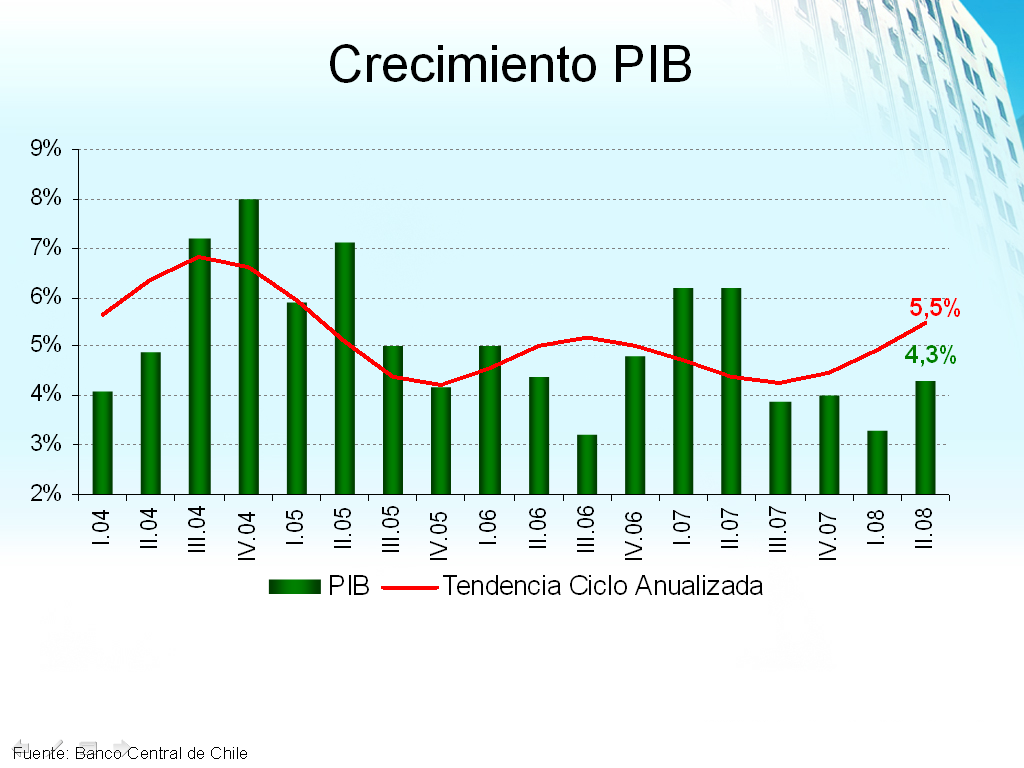 Crecimiento PIB
9%
8%
7%
6%
5%
4%
3%
2%
5,5%
4,3%
I.04
II.04
III.04
IV.04
I.05
II.05
III.05
IV.05
I.06
II.06
III.06
IV.06
I.07
II.07
III.07
IV.07
I.08
II.08
PIB
Tendencia Ciclo Anualizada
Fuente: Banco Central de Chile